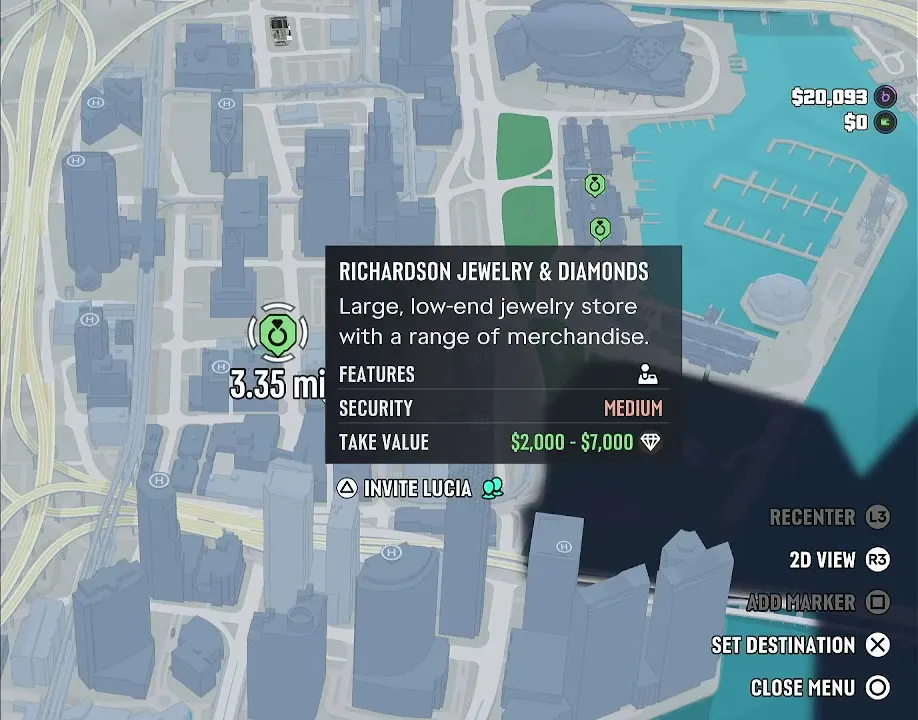 $20,093
$0
RICHARDSON JEWELRY & DIAMONDS
Large, low-end jewelry store
with a range of merchandise.
FEATURES
SECURITY MEDIUM
TAKE VALUE $2,000 - $7,000
3.35 mi
INVITE LUCIA
RECENTER L3
2D VIEW R3
ADD MARKER
SET DESTINATION
CLOSE MENU
H
H
H
H
H
H
H
H